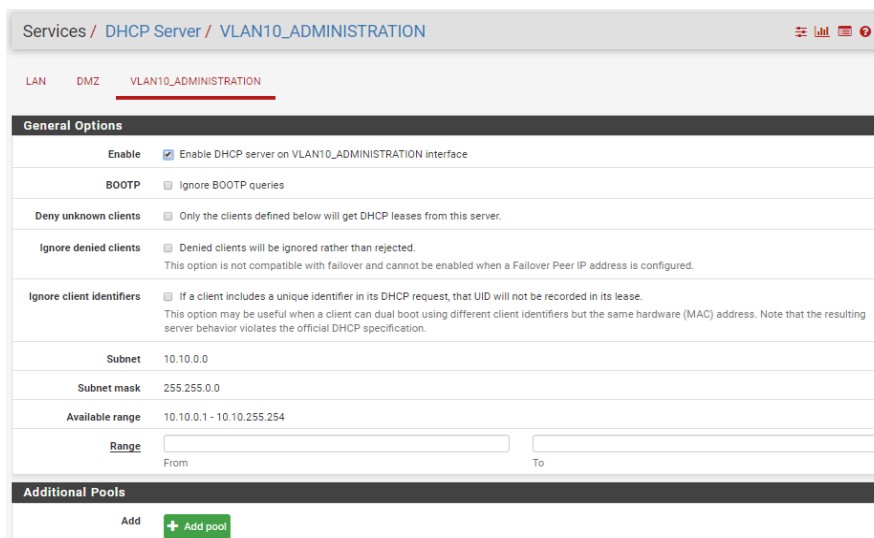 Services / DHCP Server / VLAN10_ADMINISTRATION
LAN DMZ VLAN10_ADMINISTRATION
General Options
Enable Enable DHCP server on VLAN10_ADMINISTRATION interface
BOOTP Ignore BOOTP queries
Deny unknown clients Only the clients defined below will get DHCP leases from this server.
Ignore denied clients Denied clients will be ignored rather than rejected.
This option is not compatible with failover and cannot be enabled when a Failover Peer IP address is configured.
Ignore client identifiers If a client includes a unique identifier in its DHCP request, that UID will not be recorded in its lease.
This option may be useful when a client can dual boot using different client identifiers but the same hardware (MAC) address. Note that the resulting
server behavior violates the official DHCP specification.
Subnet 10.10.0.0
Subnet mask 255.255.0.0
Available range 10.10.0.1 - 10.10.255.254
Range
From To
Additional Pools
Add + Add pool